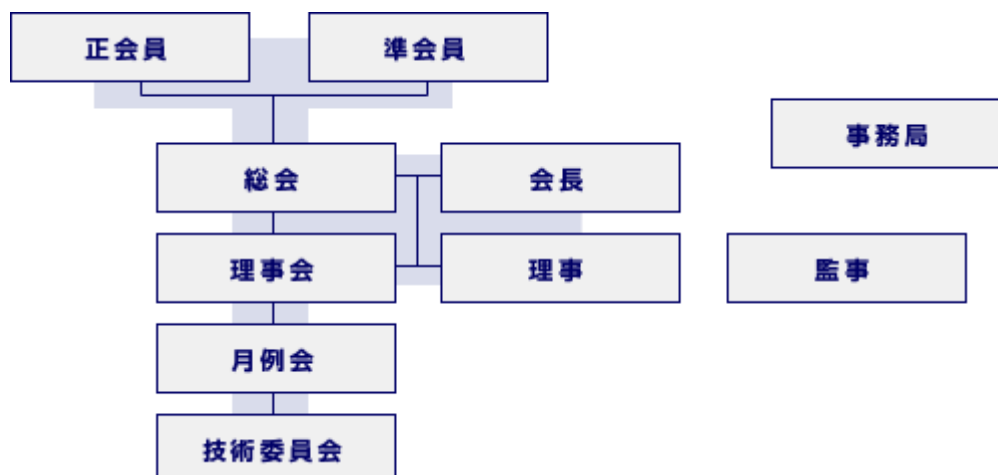 正会員
準会員
事務局
総会
会長
理事会
理事
監事
月例会
技術委員会